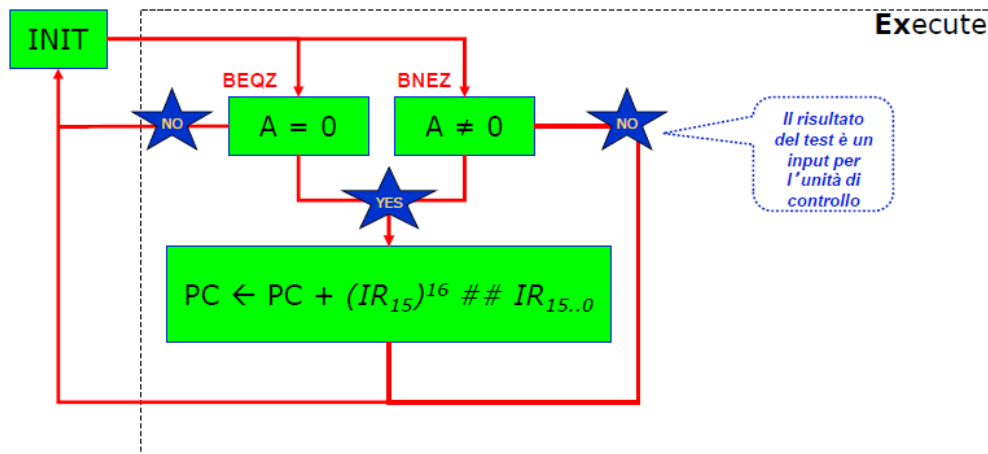 INIT
Execute
BEQZ
BNEZ
NO
A = 0
A ≠ 0
NO
Il risultato
del test è un
input per
l'unità di
controllo
YES
PC ← PC + (IR₁₅)¹⁶ ## IR₁₅..₀